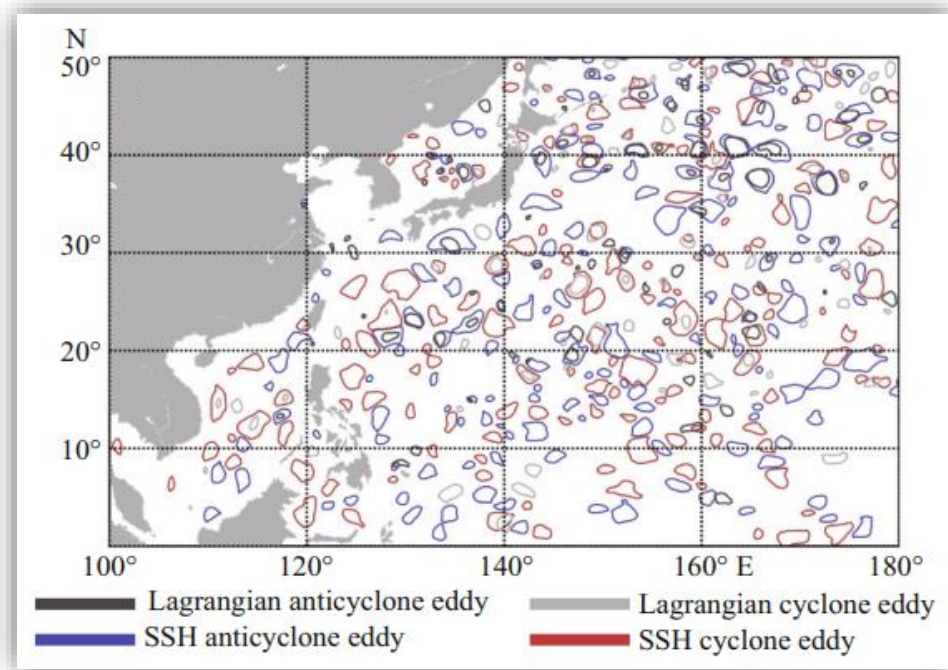 N
50°
40°
30°
20°
10°
100° 120° 140° 160° E 180°
Lagrangian anticyclone eddy Lagrangian cyclone eddy
SSH anticyclone eddy SSH cyclone eddy